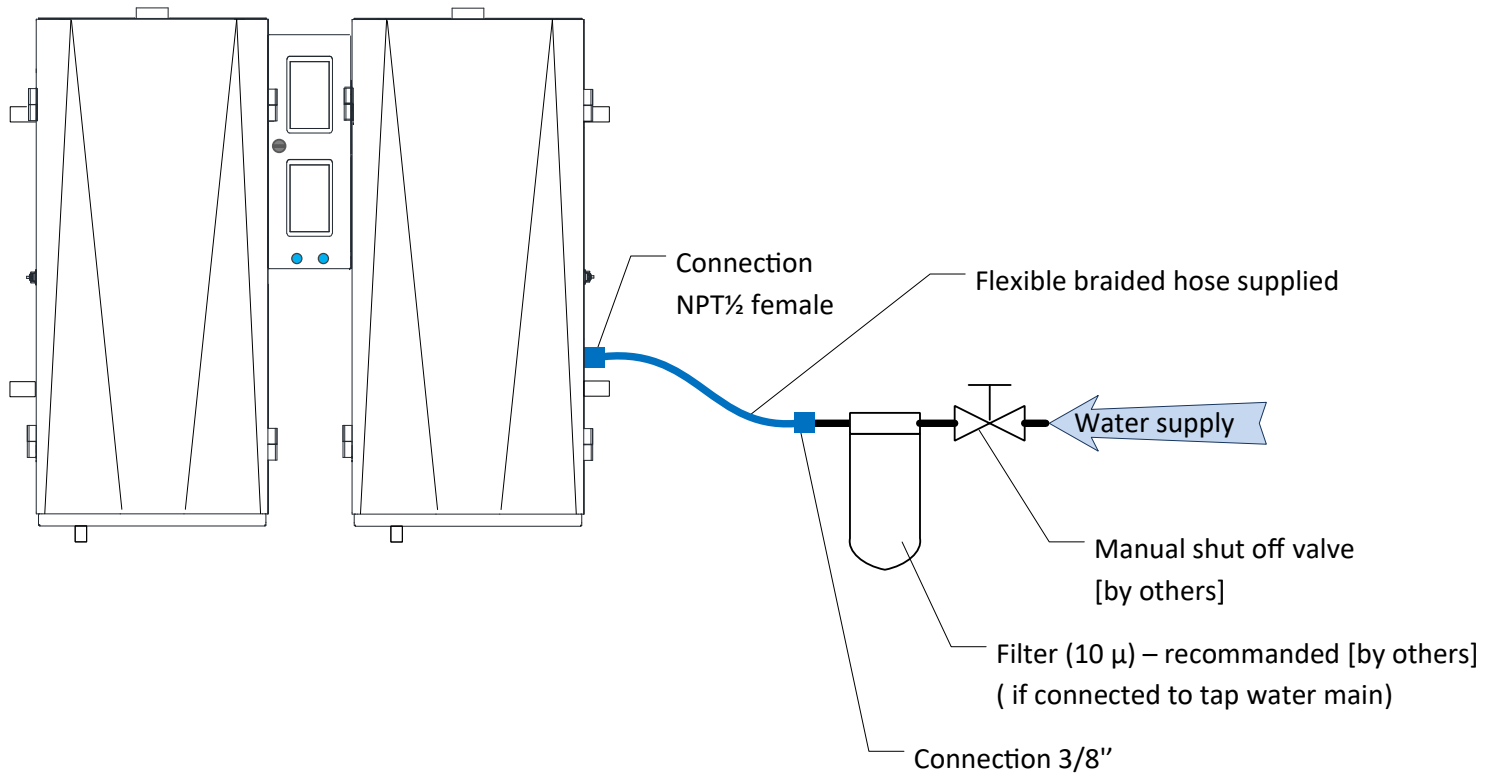 Connection
NPT½ female
Flexible braided hose supplied
Water supply
Manual shut off valve
[by others]
Filter (10 µ) – recommanded [by others]
( if connected to tap water main)
Connection 3/8''